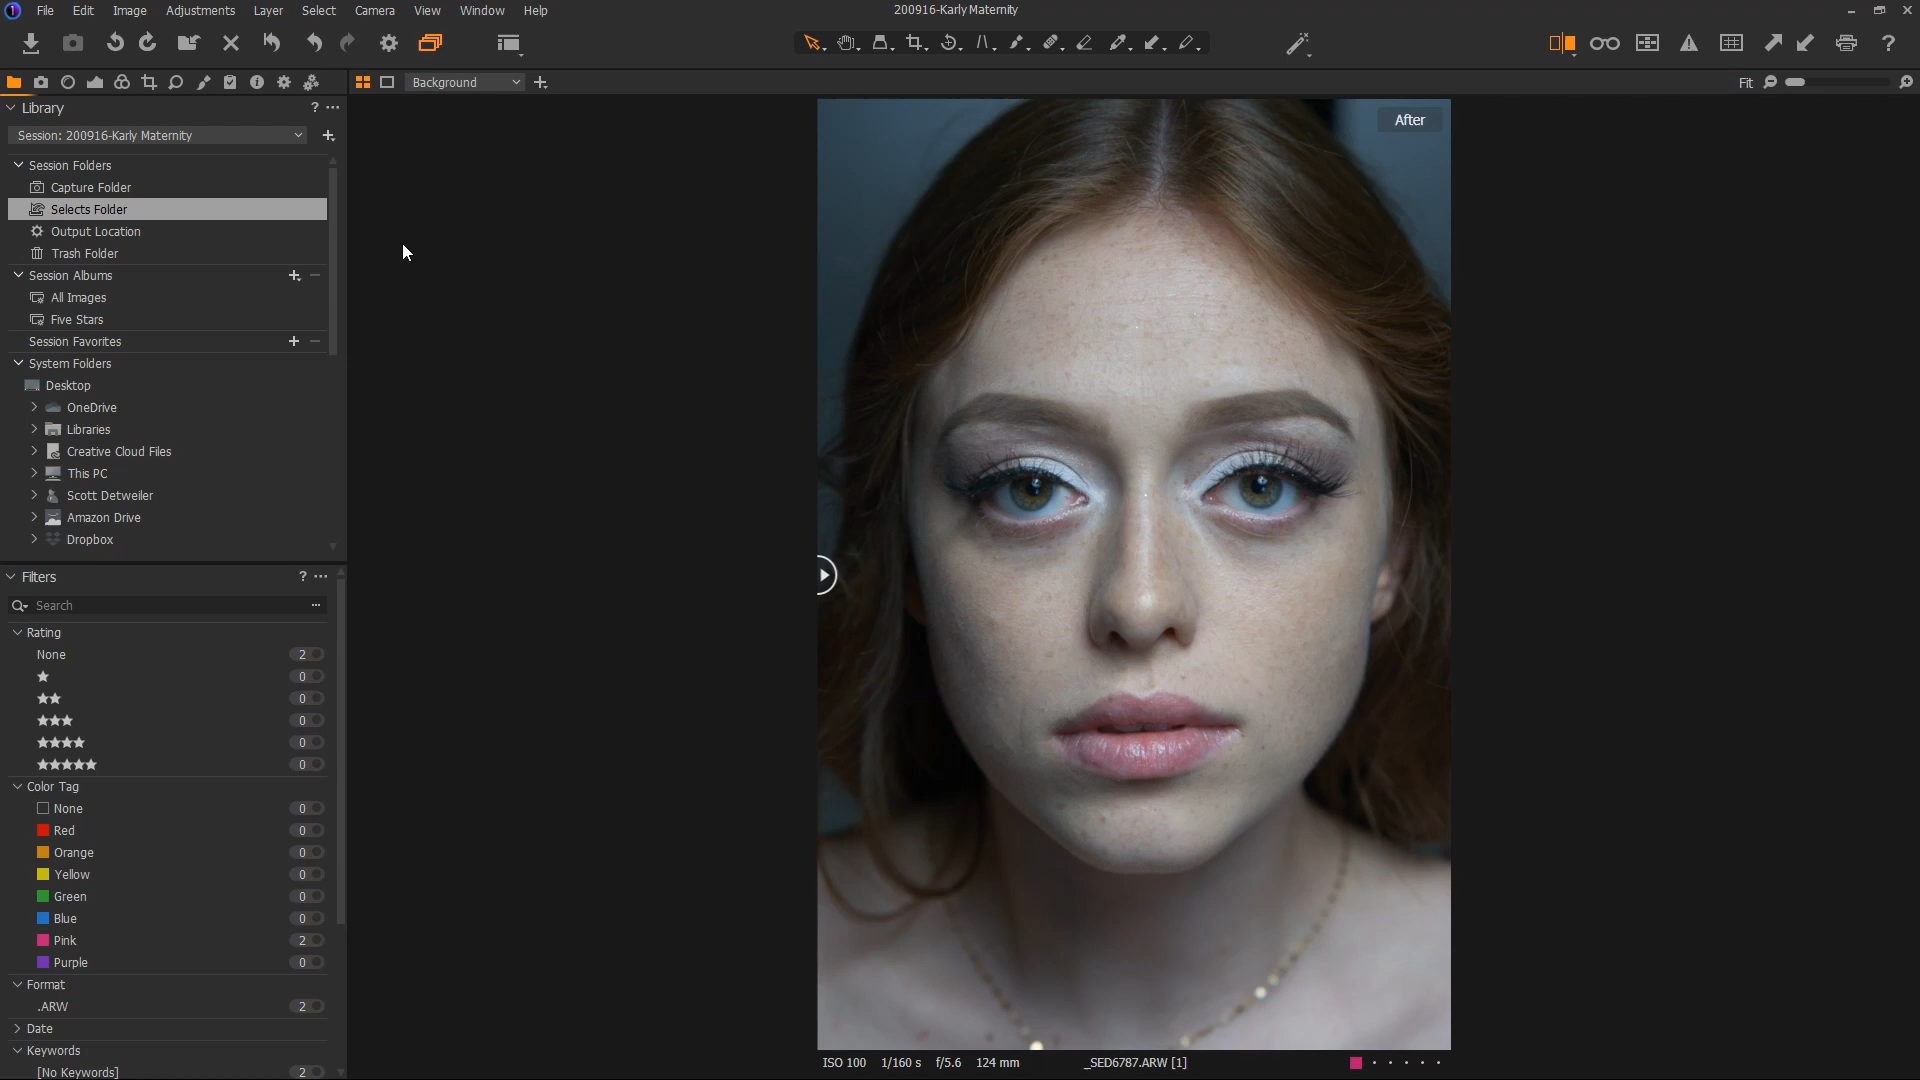 File Edit Image Adjustments Layer Select Camera View Window Help
200916-Karly Maternity
Background
Fit
Library
Session: 200916-Karly Maternity
Session Folders
Capture Folder
Selects Folder
Output Location
Trash Folder
Session Albums
All Images
Five Stars
Session Favorites
System Folders
Desktop
OneDrive
Libraries
Creative Cloud Files
This PC
Scott Detweiler
Amazon Drive
Dropbox
Filters
Search
Rating
None 2
0
0
0
0
0
Color Tag
None 0
Red 0
Orange 0
Yellow 0
Green 0
Blue 0
Pink 2
Purple 0
Format
.ARW 2
Date
Keywords
[No Keywords] 2
After
ISO 100 1/160 s f/5.6 124 mm _SED6787.ARW [1]